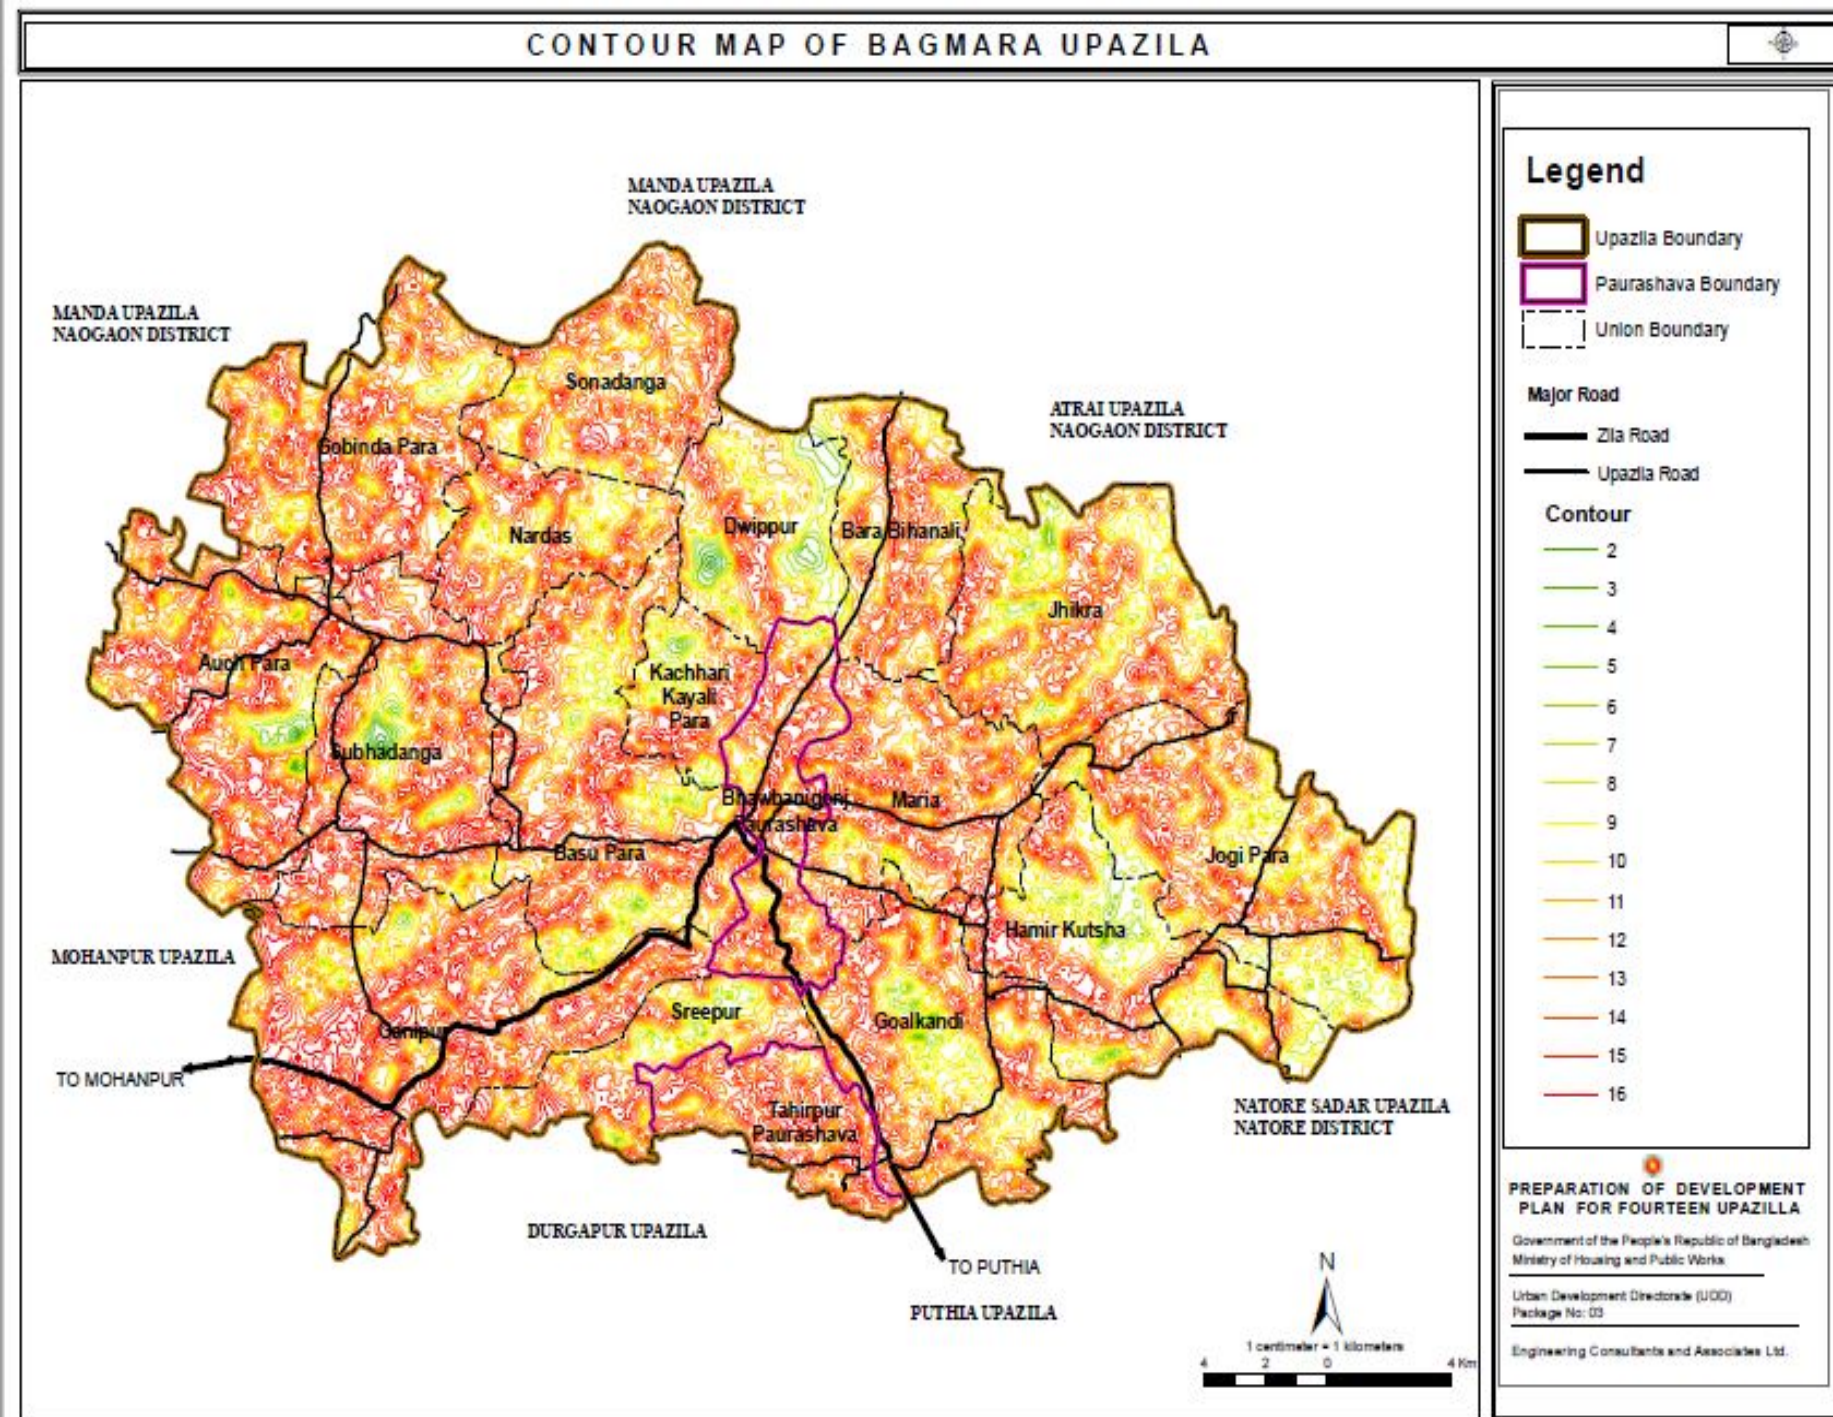 CONTOUR MAP OF BAGMARA UPAZILA
MANDA UPAZILA
NAOGAON DISTRICT
MANDA UPAZILA
NAOGAON DISTRICT
ATRAI UPAZILA
NAOGAON DISTRICT
Sonadanga
Gobinda Para
Nardas
Dwippur
Bara Bihanali
Jhikra
Auch Para
Kachhari
Kayali
Para
Subhadanga
Bhawbanigonj
Paurashava
Maria
Basu Para
Jogi Para
Hamir Kutsha
MOHANPUR UPAZILA
Sreepur
Goalkandi
Ganipur
TO MOHANPUR
Tahirpur
Paurashava
NATORE SADAR UPAZILA
NATORE DISTRICT
DURGAPUR UPAZILA
TO PUTHIA
PUTHIA UPAZILA
N
1 centimeter = 1 kilometers
4 2 0 4 Km
Legend
Upazila Boundary
Paurashava Boundary
Union Boundary
Major Road
Zila Road
Upazila Road
Contour
2
3
4
5
6
7
8
9
10
11
12
13
14
15
16
PREPARATION OF DEVELOPMENT
PLAN FOR FOURTEEN UPAZILLA
Government of the People's Republic of Bangladesh
Ministry of Housing and Public Works
Urban Development Directorate (UDD)
Package No: 03
Engineering Consultants and Associates Ltd.